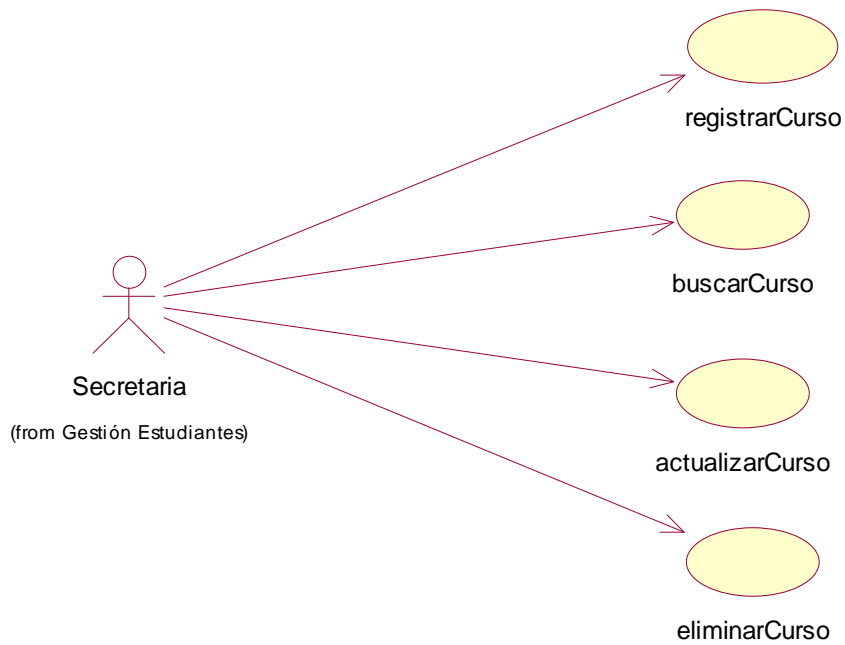 registrarCurso
buscarCurso
Secretaria
(from Gestión Estudiantes)
actualizarCurso
eliminarCurso